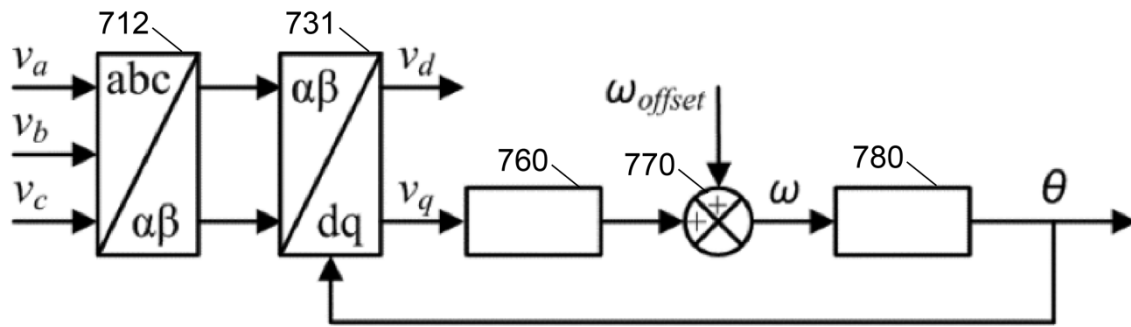 712
731
v_a
abc
αβ
v_d
ω_offset
v_b
760
770
780
v_c
αβ
dq
v_q
+
+
ω
θ